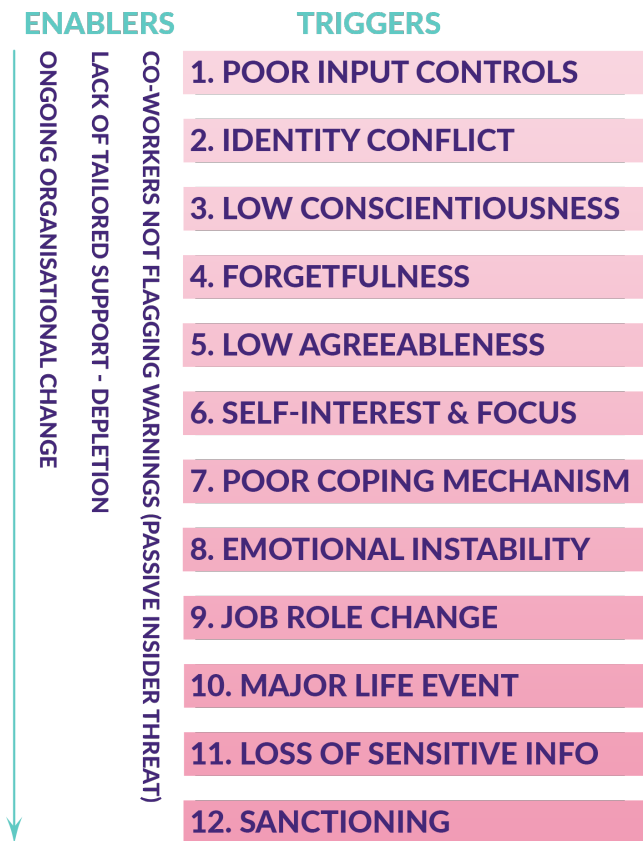 ENABLERS
TRIGGERS
ONGOING ORGANISATIONAL CHANGE
LACK OF TAILORED SUPPORT - DEPLETION
CO-WORKERS NOT FLAGGING WARNINGS (PASSIVE INSIDER THREAT)
1. POOR INPUT CONTROLS
2. IDENTITY CONFLICT
3. LOW CONSCIENTIOUSNESS
4. FORGETFULNESS
5. LOW AGREEABLENESS
6. SELF-INTEREST & FOCUS
7. POOR COPING MECHANISM
8. EMOTIONAL INSTABILITY
9. JOB ROLE CHANGE
10. MAJOR LIFE EVENT
11. LOSS OF SENSITIVE INFO
12. SANCTIONING